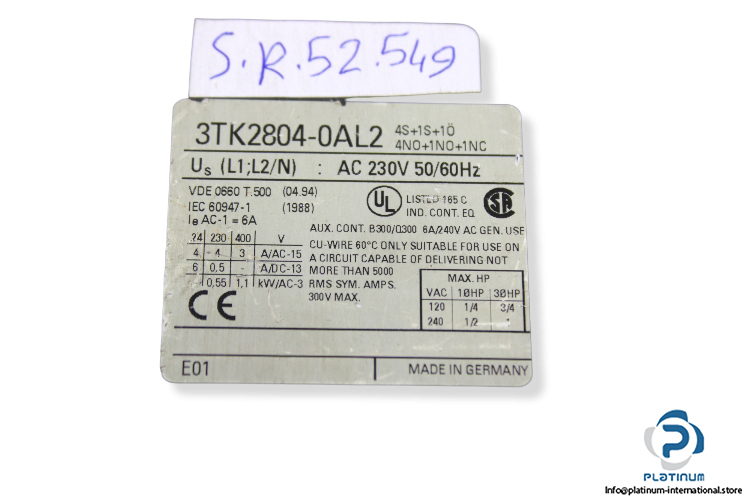 S.R.52.549
3TK2804-0AL2 4S+1S+1Ö
4NO+1NO+1NC
Us (L1;L2/N) : AC 230V 50/60Hz
VDE 0660 T.500 (04.94)
IEC 60947-1 (1988)
Ie AC-1 = 6A
UL
LISTED 165 C
IND. CONT. EQ.
SA
AUX. CONT. B300/Q300 6A/240V AC GEN. USE
CU-WIRE 60°C ONLY SUITABLE FOR USE ON
A CIRCUIT CAPABLE OF DELIVERING NOT
MORE THAN 5000
RMS SYM. AMPS.
300V MAX.
24 230 400 V
4 4 3 A/AC-15
6 0,5 - A/DC-13
- 0,55 1,1 kW/AC-3
MAX. HP
VAC 1ØHP 3ØHP
120 1/4 3/4
240 1/2
CE
E01
MADE IN GERMANY
PLATINUM
Info@platinum-international.store